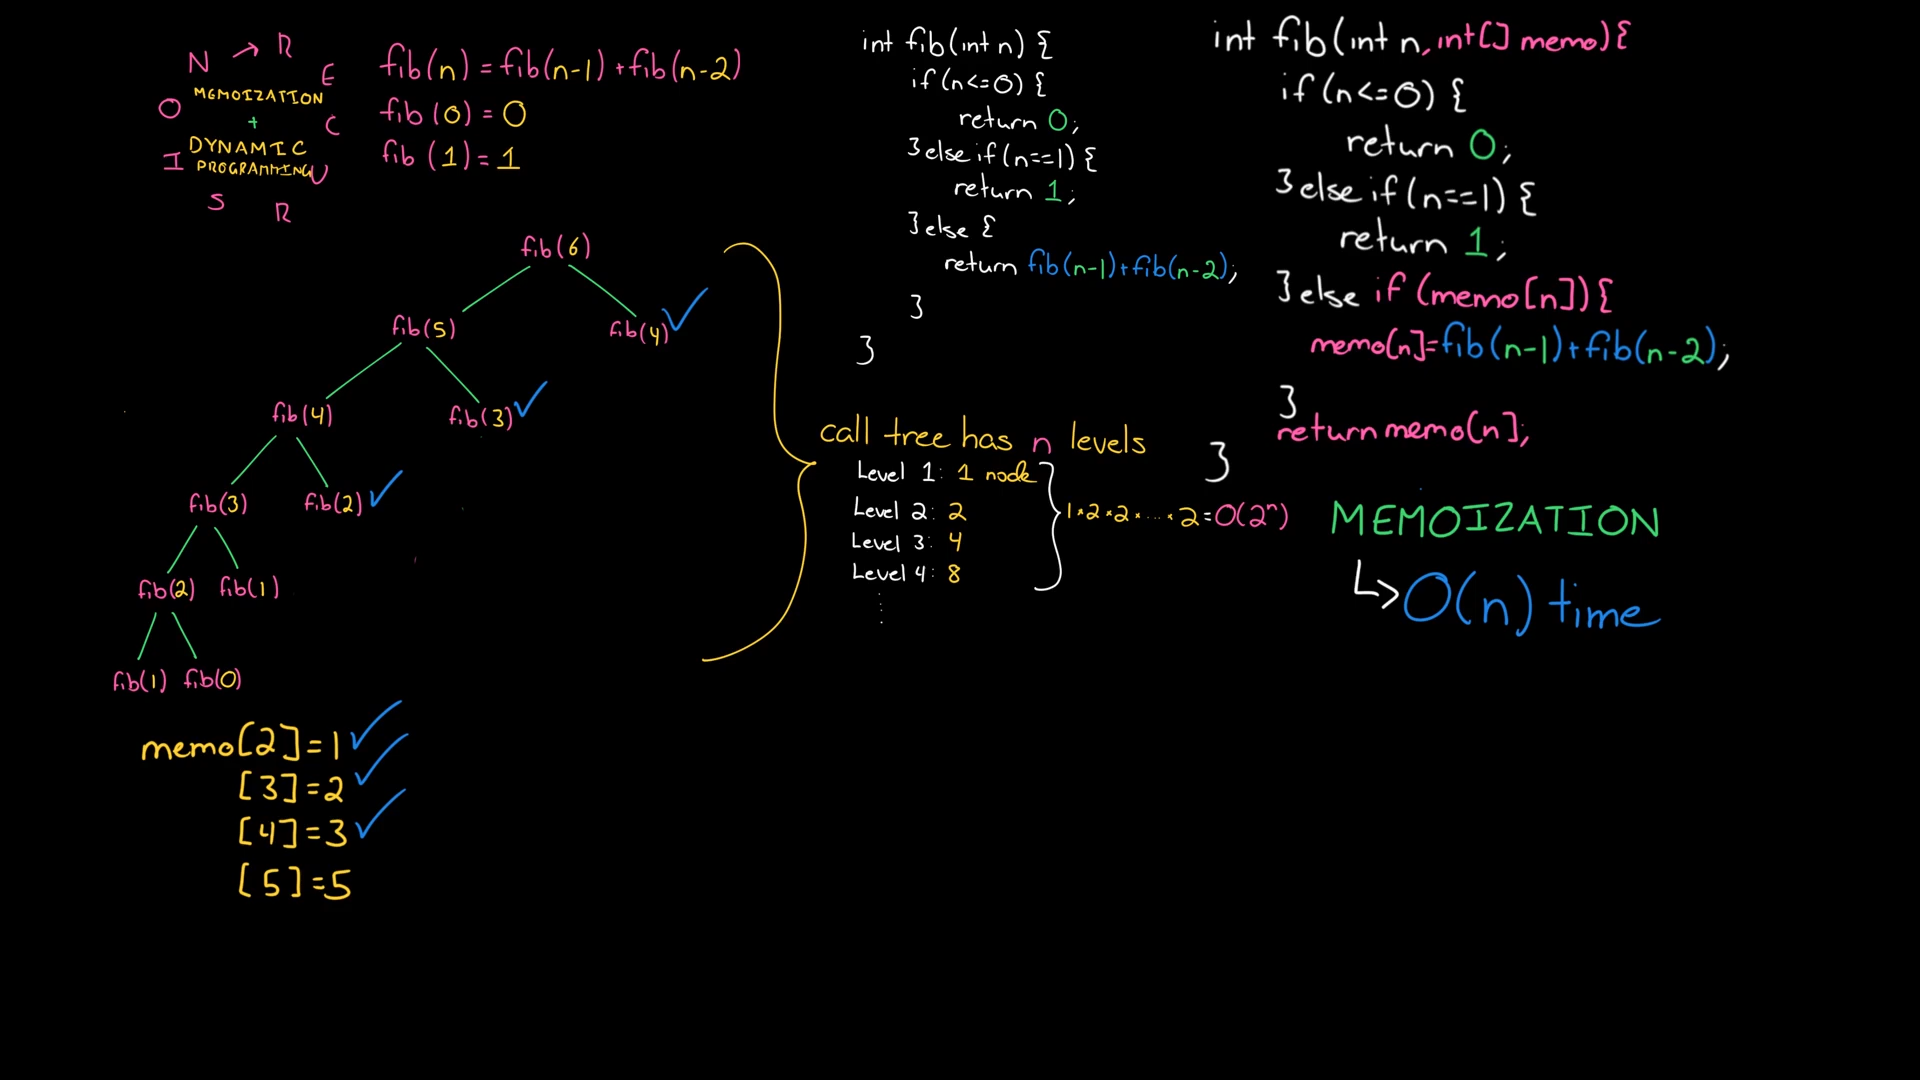 N → R E C U R S I O N
MEMOIZATION
+
DYNAMIC
PROGRAMMING
fib(n) = fib(n-1) + fib(n-2)
fib(0) = 0
fib(1) = 1
fib(6)
fib(5) fib(4) ✓
fib(4) fib(3) ✓
fib(3) fib(2) ✓
fib(2) fib(1)
fib(1) fib(0)
memo[2] = 1 ✓
[3] = 2 ✓
[4] = 3 ✓
[5] = 5
int fib(int n) {
if (n<=0) {
return 0;
} else if (n==1) {
return 1;
} else {
return fib(n-1)+fib(n-2);
}
}
call tree has n levels
Level 1: 1 node
Level 2: 2
Level 3: 4
Level 4: 8
⋮
1*2*2*...*2=O(2ⁿ)
int fib(int n, int[] memo){
if (n<=0) {
return 0;
} else if (n==1) {
return 1;
} else if (memo[n]){
memo[n]=fib(n-1)+fib(n-2);
}
return memo[n];
}
MEMOIZATION
↳ O(n) time